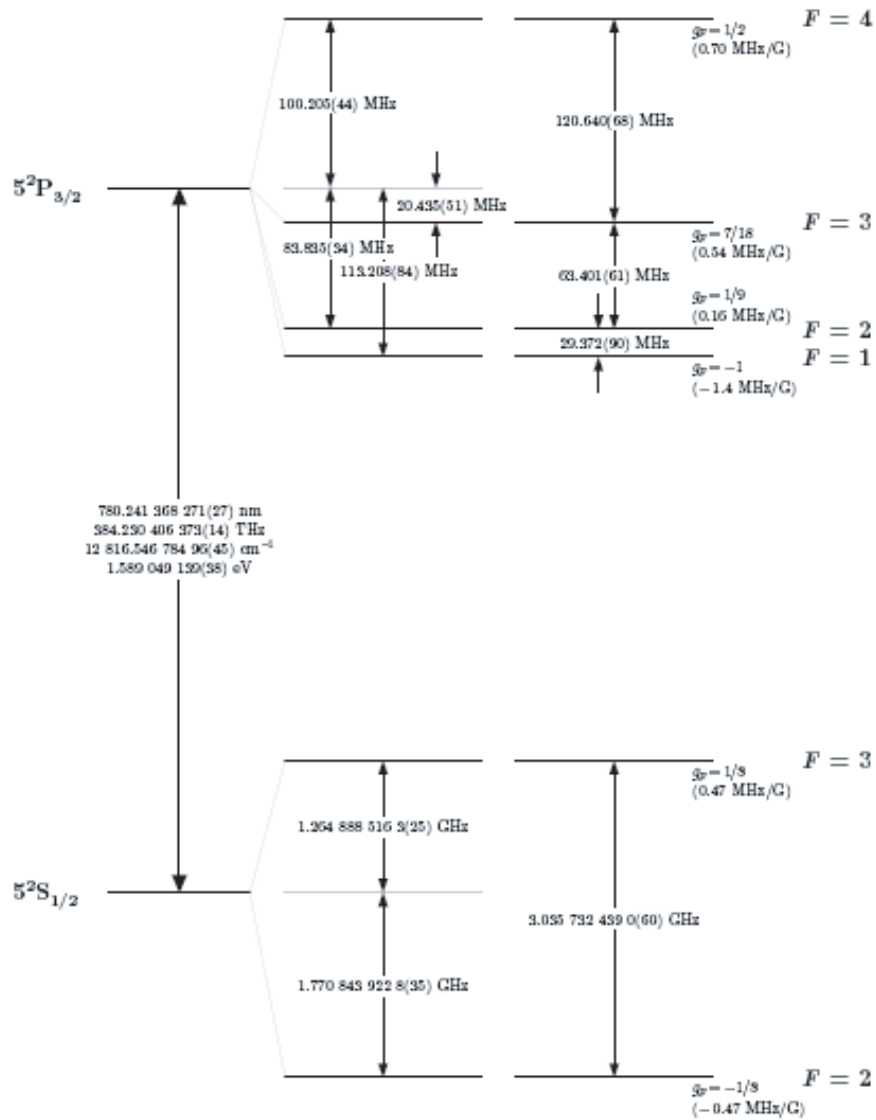 F = 4
g_F = 1/2
(0.70 MHz/G)
100.205(44) MHz
120.640(68) MHz
5²P₃/₂
20.435(51) MHz
F = 3
g_F = 7/18
(0.54 MHz/G)
83.835(34) MHz
113.208(84) MHz
63.401(61) MHz
g_F = 1/9
(0.16 MHz/G)
F = 2
29.372(90) MHz
F = 1
g_F = −1
(−1.4 MHz/G)
780.241 368 271(27) nm
384.230 406 373(14) THz
12 816.546 784 96(45) cm⁻¹
1.589 049 139(38) eV
F = 3
g_F = 1/3
(0.47 MHz/G)
1.264 888 516 3(25) GHz
5²S₁/₂
3.035 732 439 0(60) GHz
1.770 843 922 8(35) GHz
F = 2
g_F = −1/3
(−0.47 MHz/G)